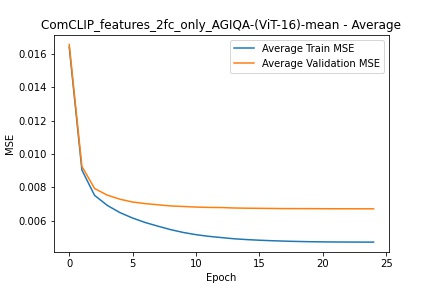 ComCLIP_features_2fc_only_AGIQA-(ViT-16)-mean - Average
Average Train MSE
Average Validation MSE
MSE
0.016
0.014
0.012
0.010
0.008
0.006
0 5 10 15 20 25
Epoch